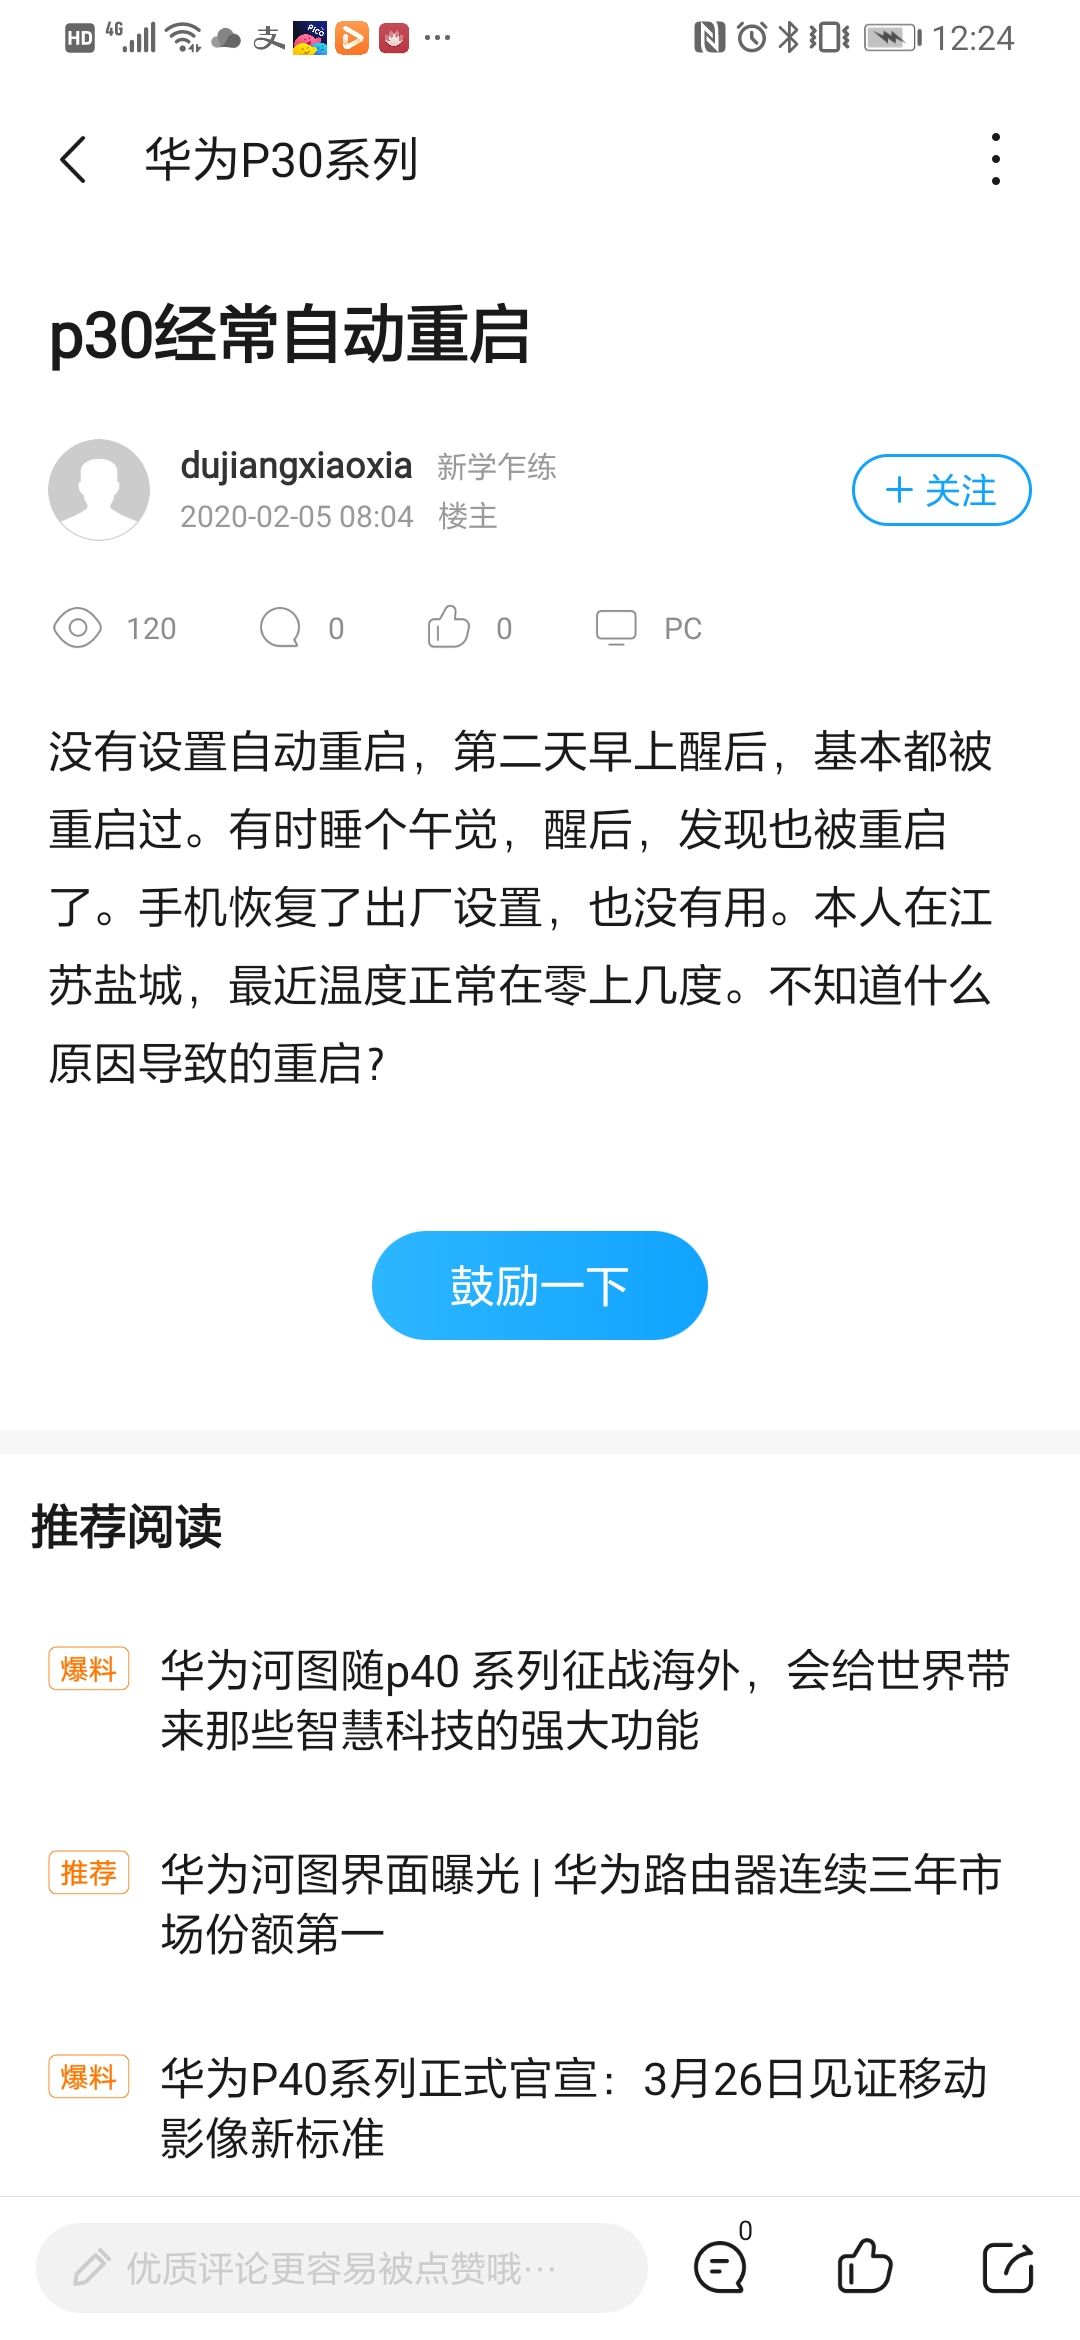 HD 4G 支 PICO 12:24
华为P30系列
p30经常自动重启
dujiangxiaoxia 新学乍练
2020-02-05 08:04 楼主
+ 关注
120 0 0 PC
没有设置自动重启，第二天早上醒后，基本都被
重启过。有时睡个午觉，醒后，发现也被重启
了。手机恢复了出厂设置，也没有用。本人在江
苏盐城，最近温度正常在零上几度。不知道什么
原因导致的重启?
鼓励一下
推荐阅读
爆料 华为河图随p40 系列征战海外，会给世界带
来那些智慧科技的强大功能
推荐 华为河图界面曝光 | 华为路由器连续三年市
场份额第一
爆料 华为P40系列正式官宣：3月26日见证移动
影像新标准
优质评论更容易被点赞哦… 0